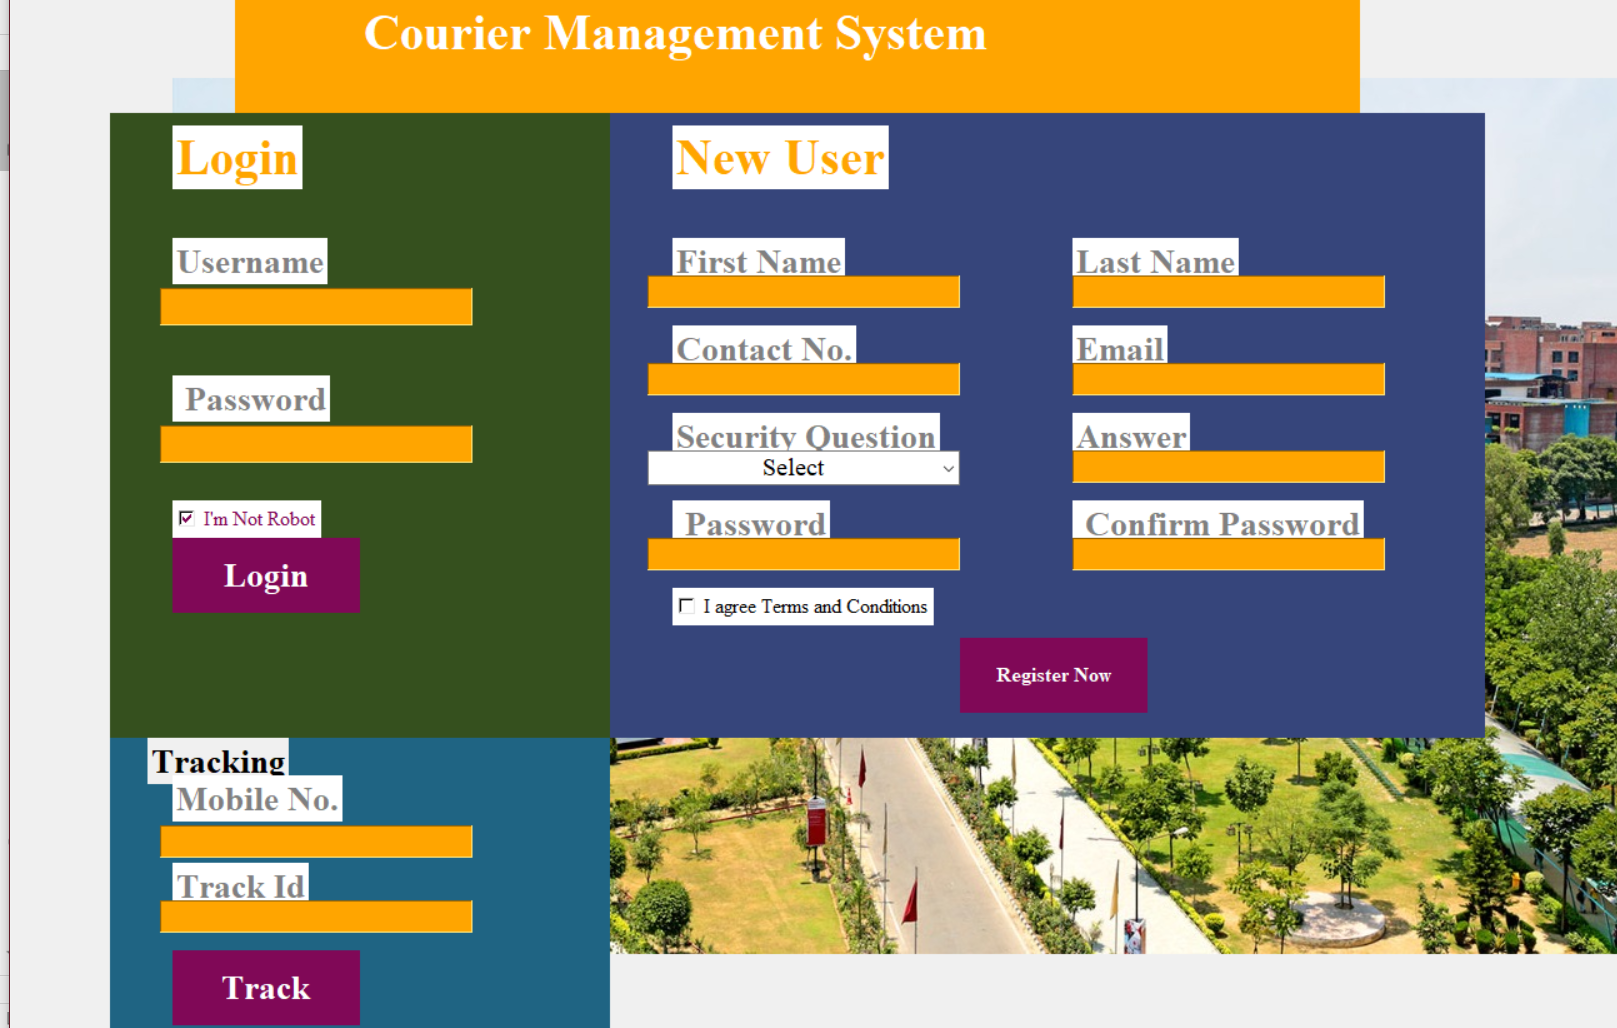 Courier Management System
Login
Username
Password
I'm Not Robot
Login
New User
First Name
Last Name
Contact No.
Email
Security Question
Answer
Select
Password
Confirm Password
I agree Terms and Conditions
Register Now
Tracking
Mobile No.
Track Id
Track